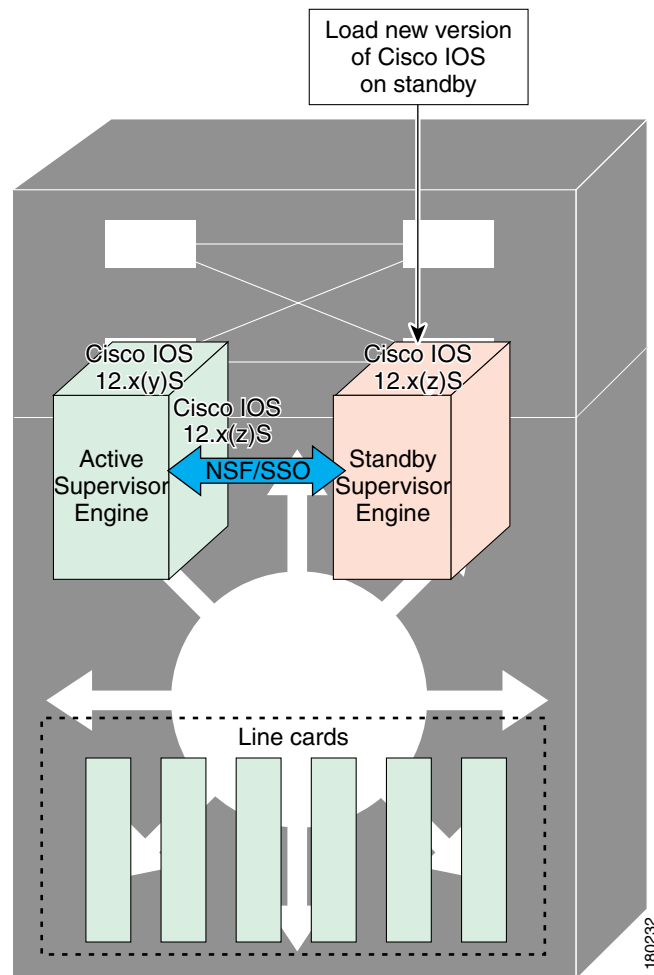 Load new version
of Cisco IOS
on standby
Cisco IOS
12.x(y)S
Cisco IOS
12.x(z)S
Cisco IOS
12.x(z)S
Active
Supervisor
Engine
NSF/SSO
Standby
Supervisor
Engine
Line cards
180232